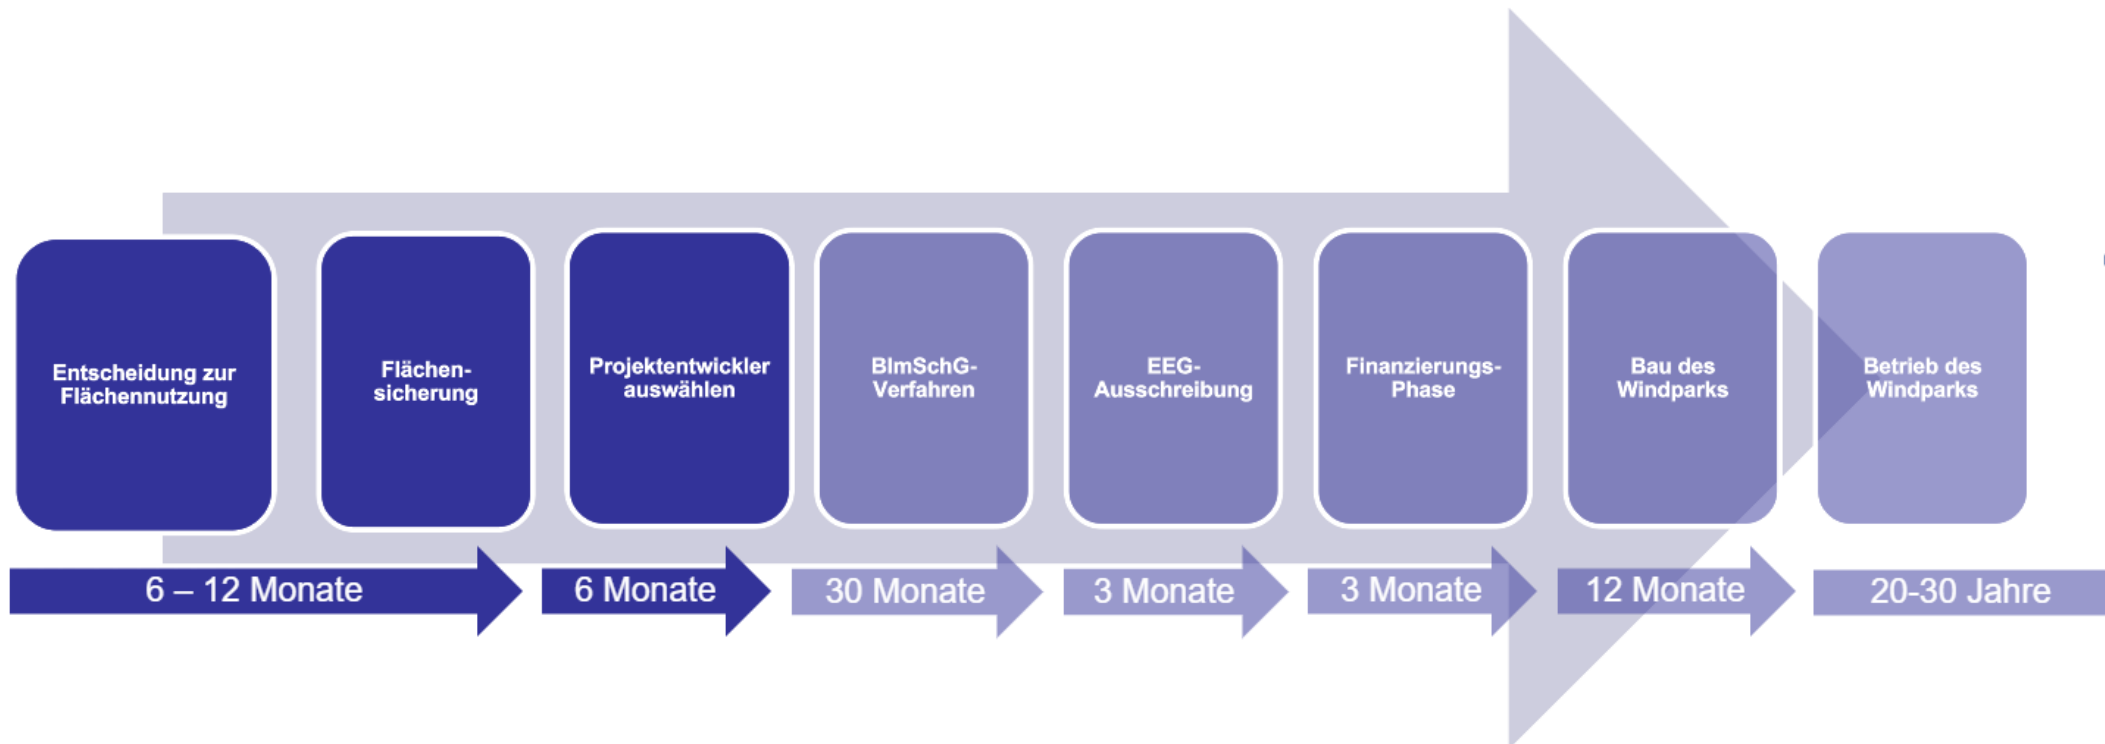 Entscheidung zur
Flächennutzung
Flächen-
sicherung
Projektentwickler
auswählen
BImSchG-
Verfahren
EEG-
Ausschreibung
Finanzierungs-
Phase
Bau des
Windparks
Betrieb des
Windparks
6 – 12 Monate
6 Monate
30 Monate
3 Monate
3 Monate
12 Monate
20-30 Jahre